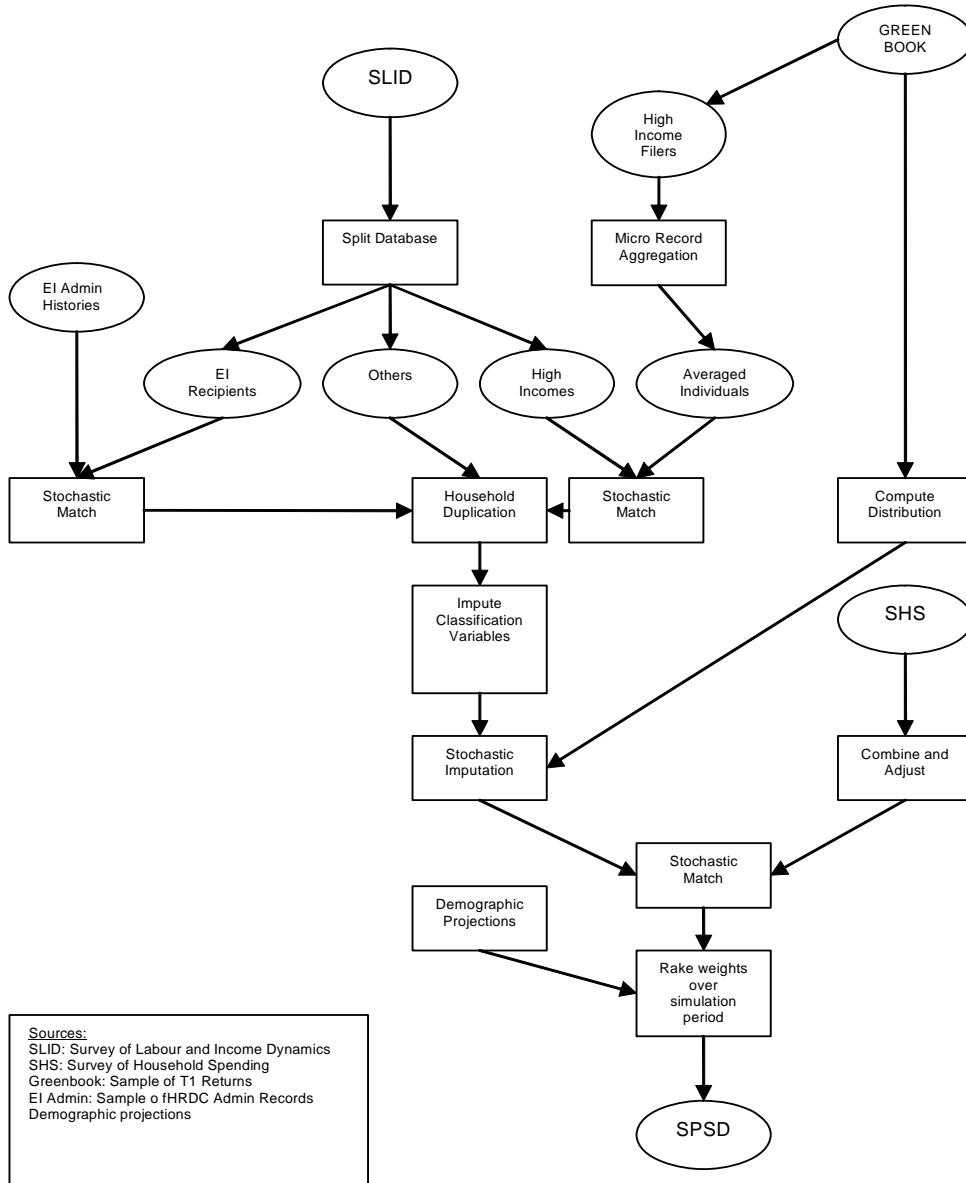 GREEN
BOOK
SLID
High
Income
Filers
Split Database
Micro Record
Aggregation
EI Admin
Histories
EI
Recipients
Others
High
Incomes
Averaged
Individuals
Stochastic
Match
Household
Duplication
Stochastic
Match
Compute
Distribution
Impute
Classification
Variables
SHS
Stochastic
Imputation
Combine and
Adjust
Stochastic
Match
Demographic
Projections
Rake weights
over
simulation
period
Sources:
SLID: Survey of Labour and Income Dynamics
SHS: Survey of Household Spending
Greenbook: Sample of T1 Returns
EI Admin: Sample o fHRDC Admin Records
Demographic projections
SPSD